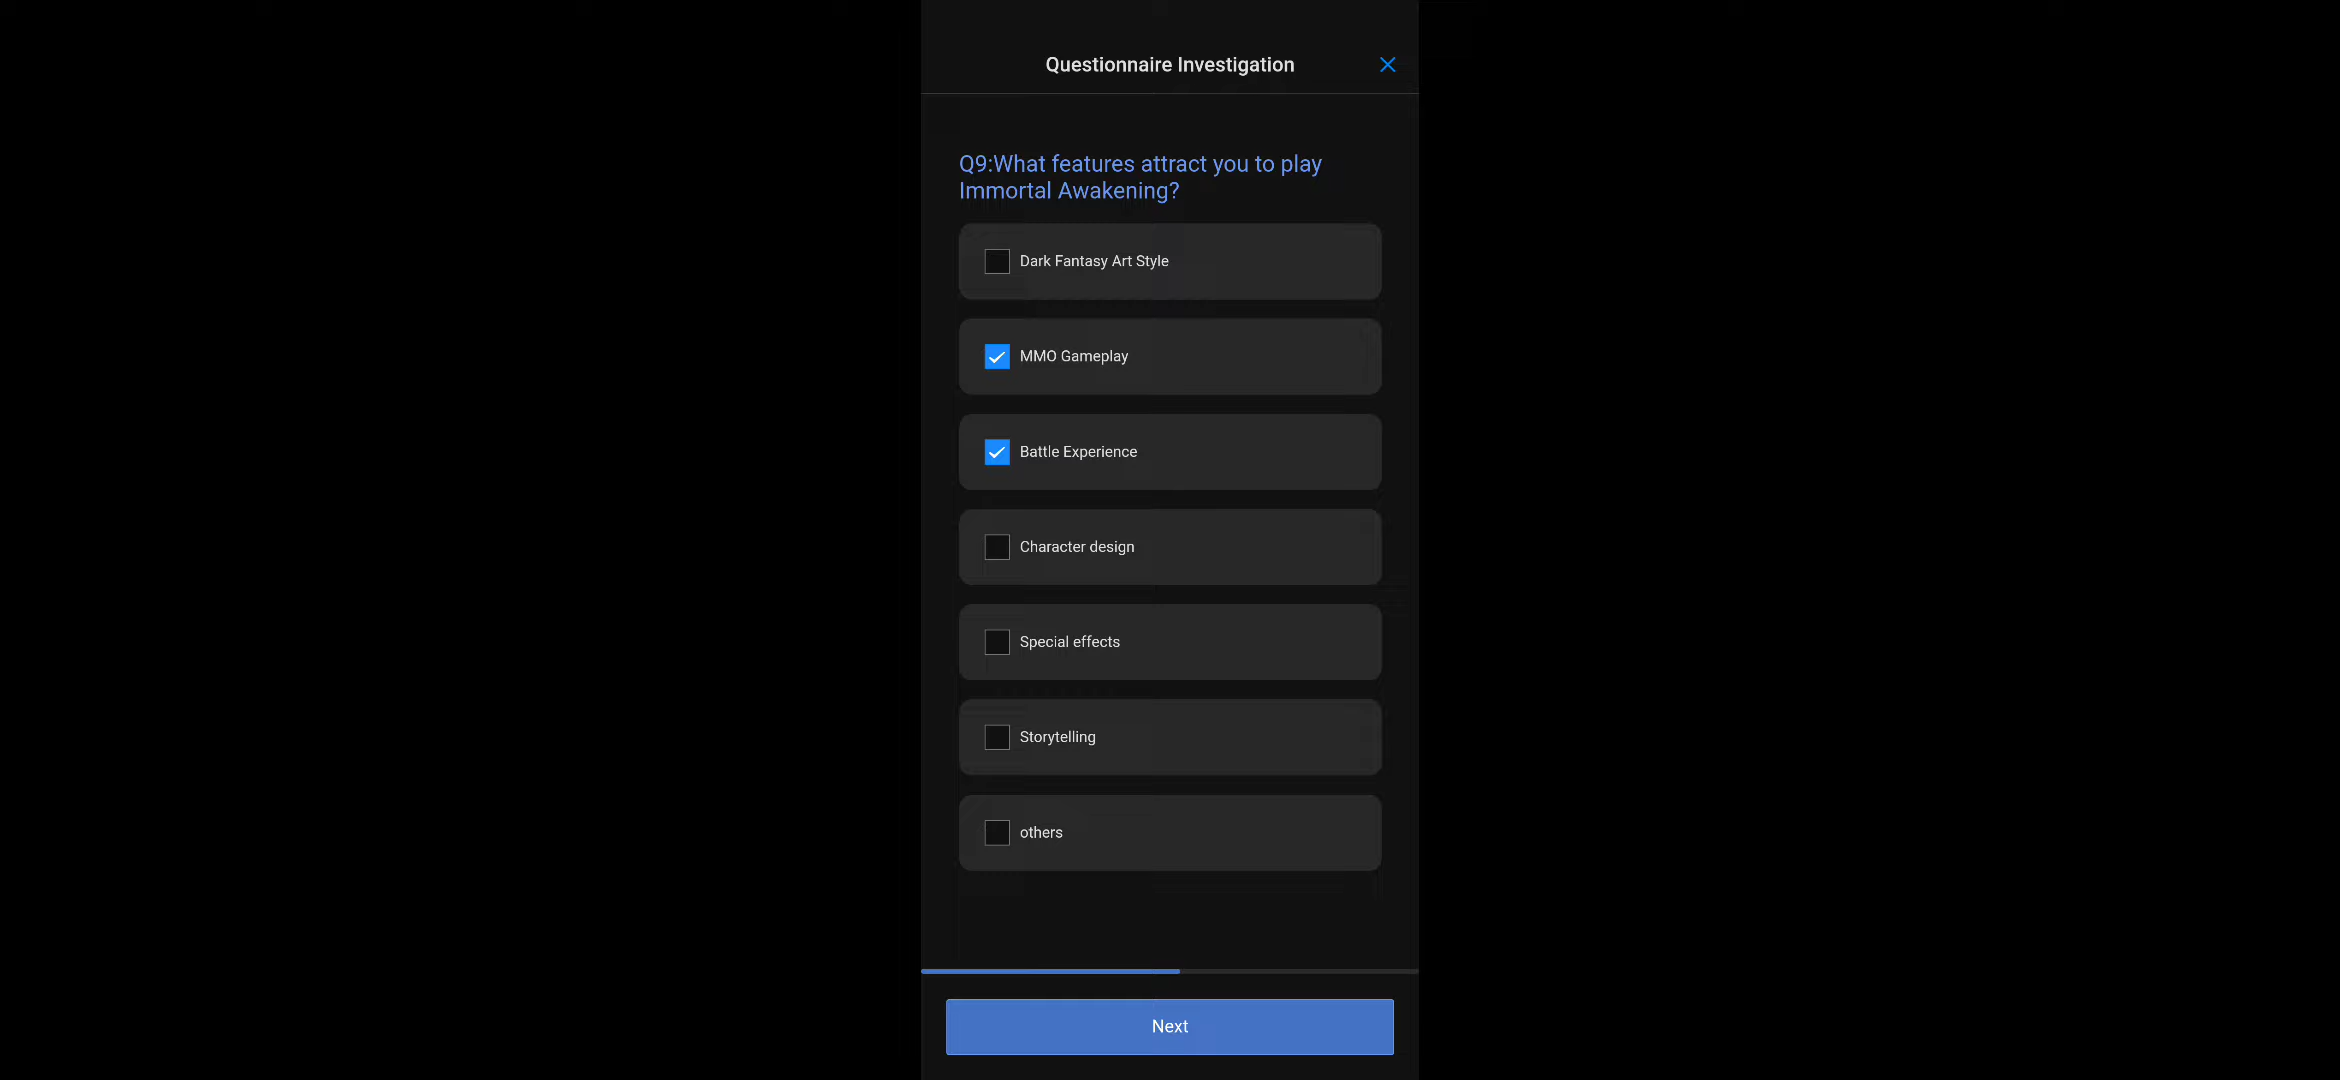 Questionnaire Investigation
Q9:What features attract you to play
Immortal Awakening?
Dark Fantasy Art Style
MMO Gameplay
Battle Experience
Character design
Special effects
Storytelling
others
Next